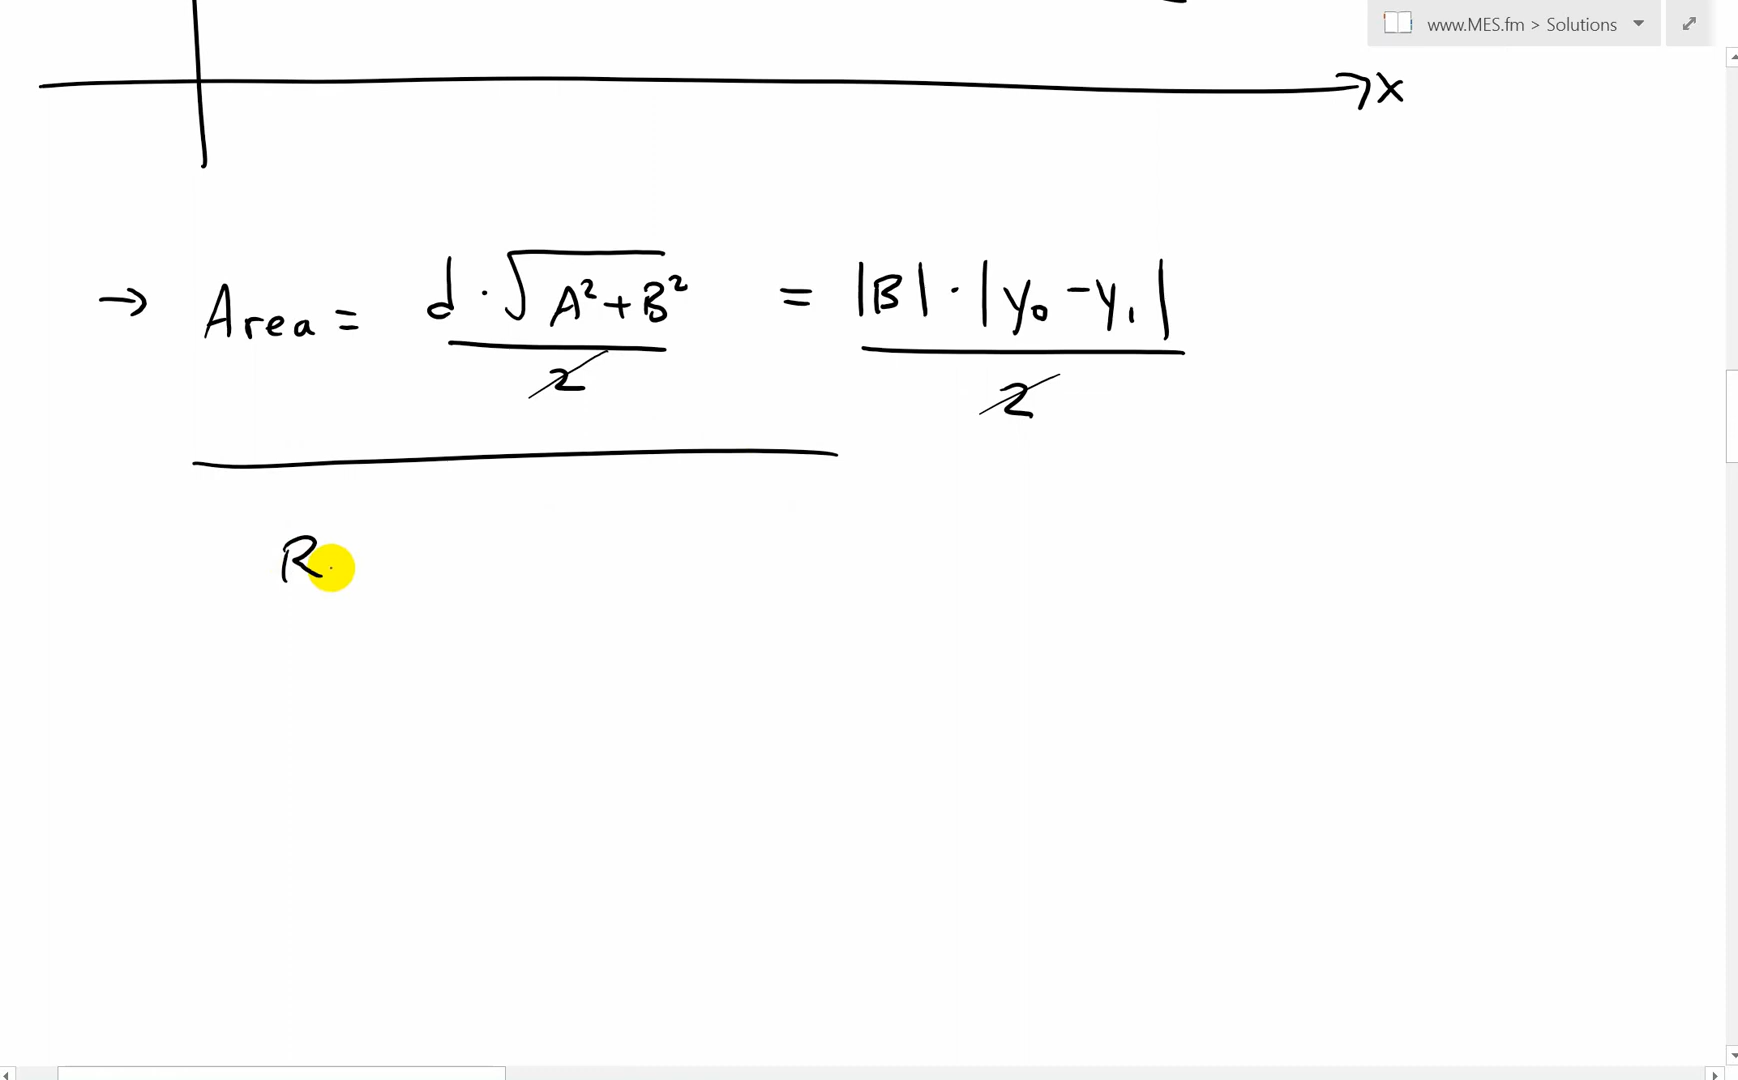 www.MES.fm > Solutions
x
→ Area = d · √(A² + B²) / 2 = |B| · |y₀ - y₁| / 2
R